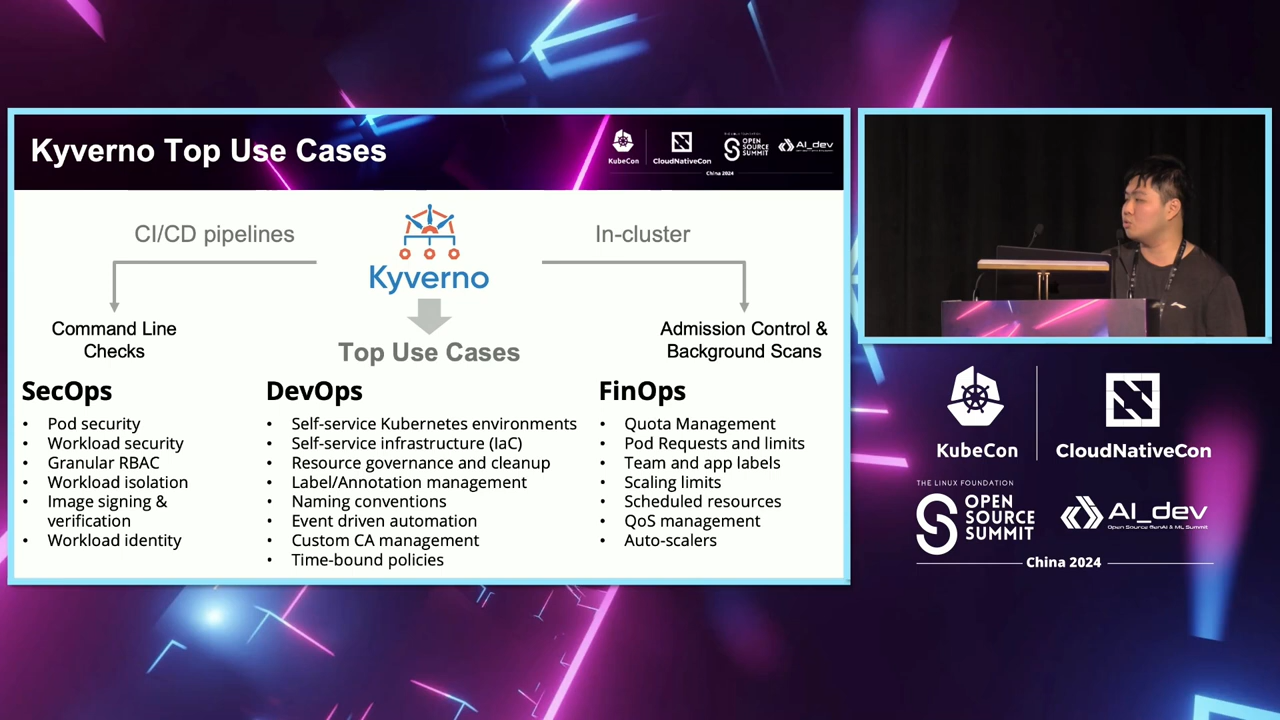 Kyverno Top Use Cases
KubeCon
CloudNativeCon
OPEN SOURCE SUMMIT
AI_dev
China 2024
CI/CD pipelines
In-cluster
Kyverno
Command Line
Checks
Top Use Cases
Admission Control &
Background Scans
SecOps
• Pod security
• Workload security
• Granular RBAC
• Workload isolation
• Image signing &
verification
• Workload identity
DevOps
• Self-service Kubernetes environments
• Self-service infrastructure (IaC)
• Resource governance and cleanup
• Label/Annotation management
• Naming conventions
• Event driven automation
• Custom CA management
• Time-bound policies
FinOps
• Quota Management
• Pod Requests and limits
• Team and app labels
• Scaling limits
• Scheduled resources
• QoS management
• Auto-scalers
KubeCon
CloudNativeCon
THE LINUX FOUNDATION
OPEN
SOURCE
SUMMIT
AI_dev
Open Source GenAI & ML Summit
China 2024